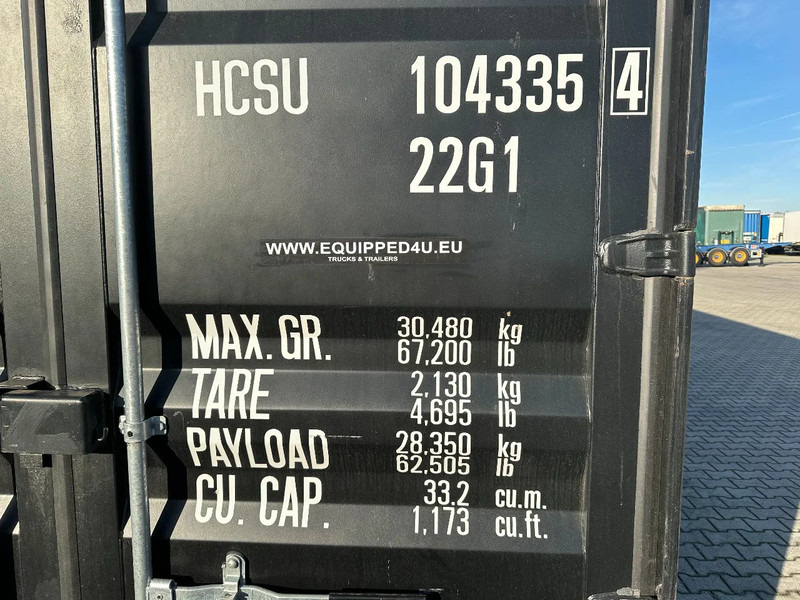 HCSU 104335 4
22G1
WWW.EQUIPPED4U.EU
TRUCKS & TRAILERS
MAX. GR. 30,480 kg
67,200 lb
TARE 2,130 kg
4,695 lb
PAYLOAD 28,350 kg
62,505 lb
CU. CAP. 33.2 cu.m.
1,173 cu.ft.